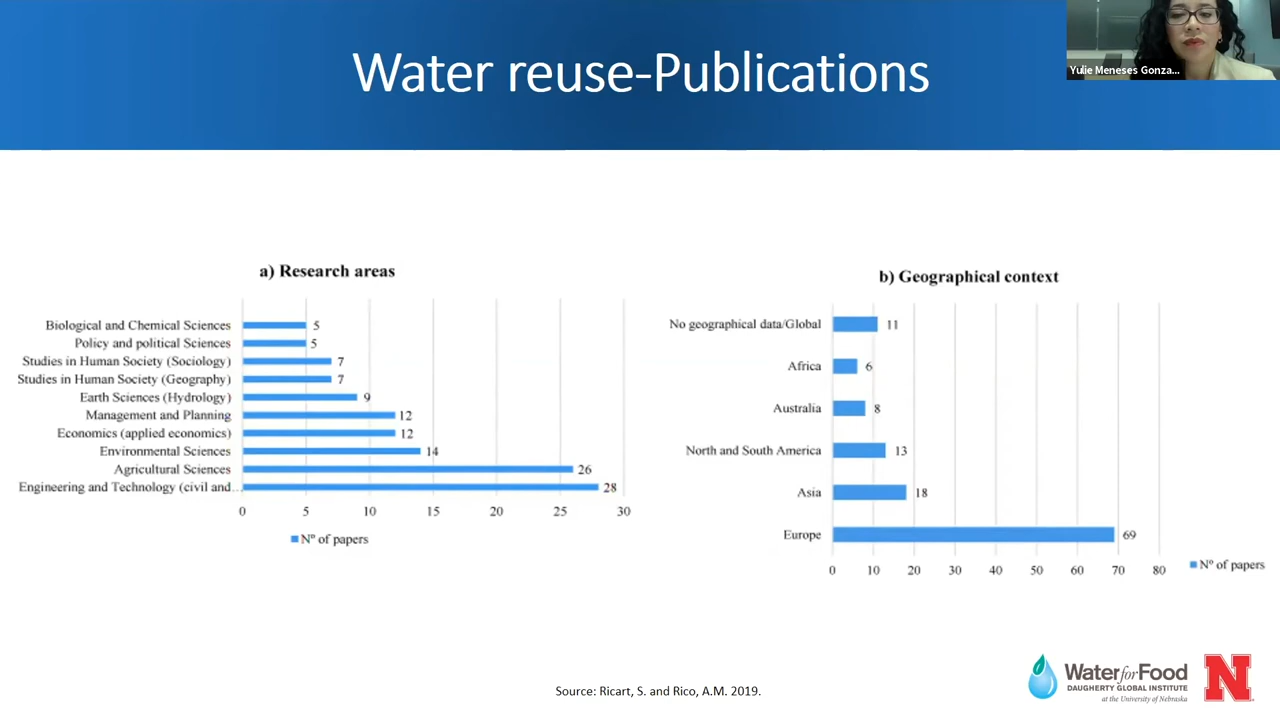 Water reuse-Publications
Yulie Meneses Gonza...
a) Research areas
Biological and Chemical Sciences 5
Policy and political Sciences 5
Studies in Human Society (Sociology) 7
Studies in Human Society (Geography) 7
Earth Sciences (Hydrology) 9
Management and Planning 12
Economics (applied economics) 12
Environmental Sciences 14
Agricultural Sciences 26
Engineering and Technology (civil and... 28
0 5 10 15 20 25 30
Nº of papers
b) Geographical context
No geographical data/Global 11
Africa 6
Australia 8
North and South America 13
Asia 18
Europe 69
0 10 20 30 40 50 60 70 80
Nº of papers
Source: Ricart, S. and Rico, A.M. 2019.
Water for Food
DAUGHERTY GLOBAL INSTITUTE
at the University of Nebraska
N